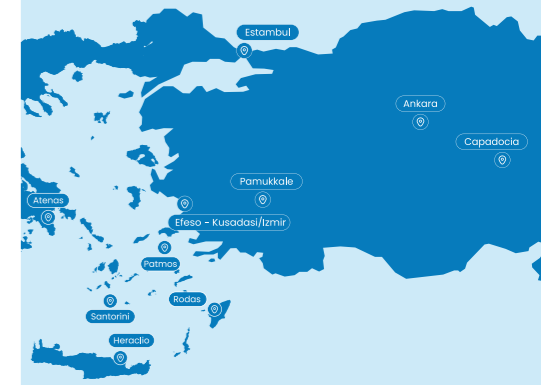 Estambul
Ankara
Capadocia
Pamukkale
Atenas
Efeso – Kusadasi/Izmir
Patmos
Rodas
Santorini
Heraclio